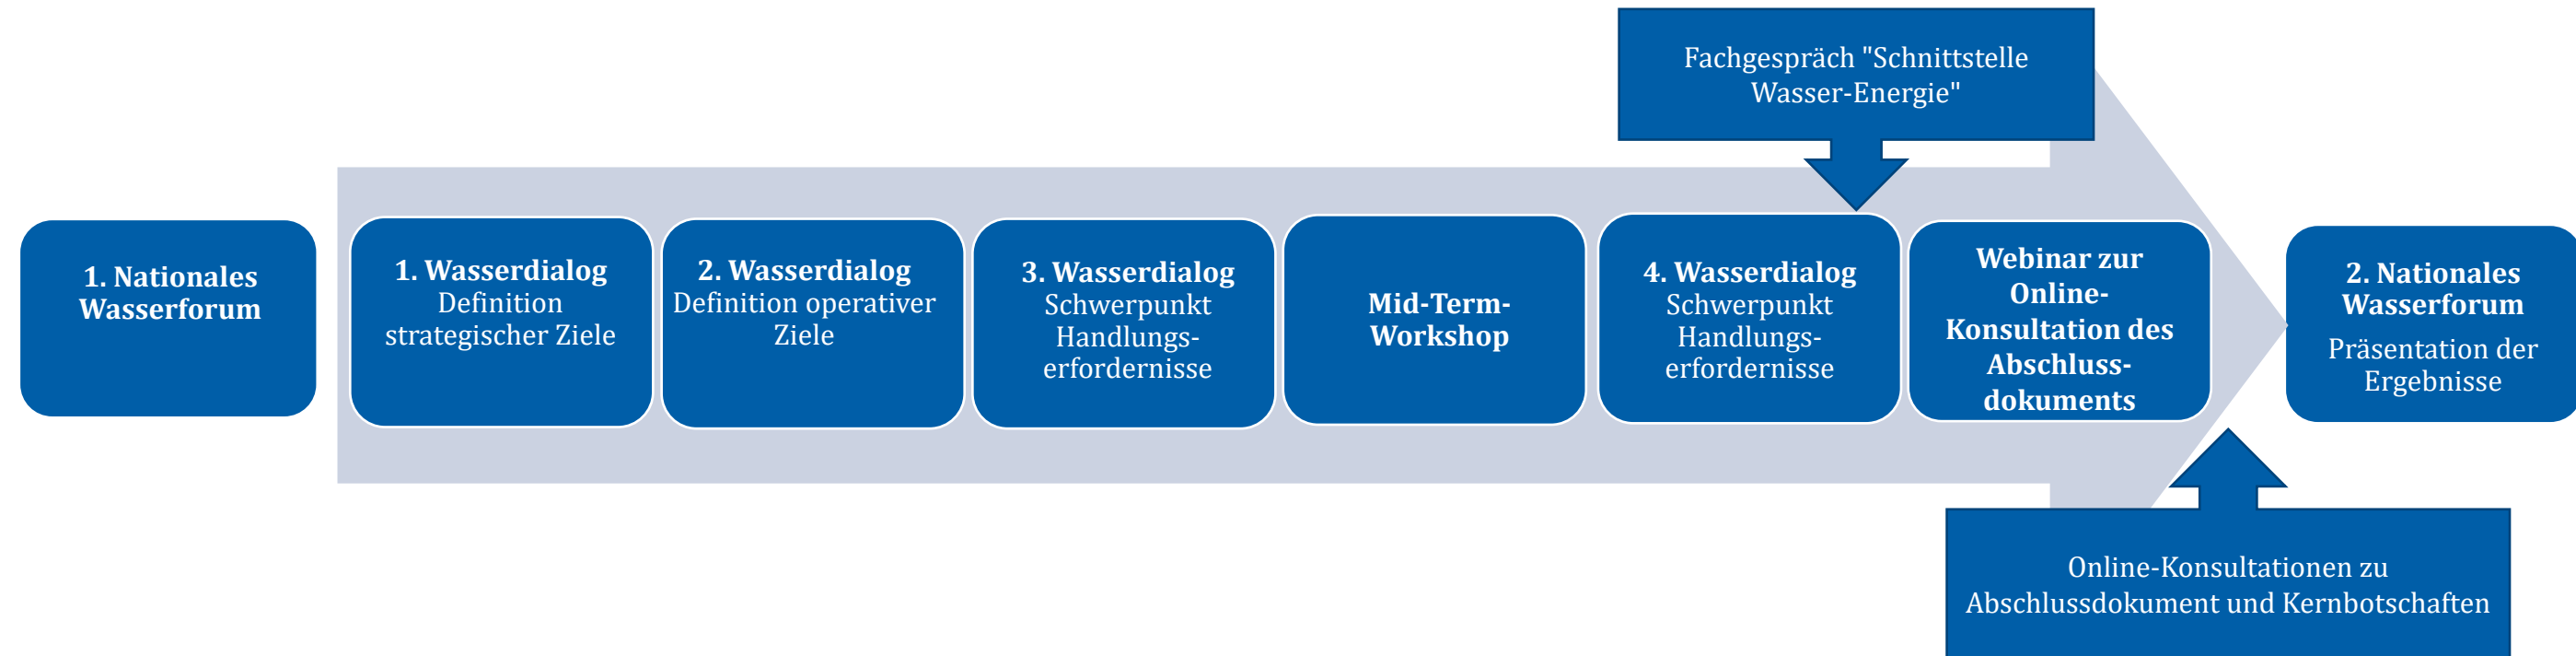 Fachgespräch "Schnittstelle
Wasser-Energie"
1. Nationales
Wasserforum
1. Wasserdialog
Definition
strategischer Ziele
2. Wasserdialog
Definition operativer
Ziele
3. Wasserdialog
Schwerpunkt
Handlungs-
erfordernisse
Mid-Term-
Workshop
4. Wasserdialog
Schwerpunkt
Handlungs-
erfordernisse
Webinar zur
Online-
Konsultation des
Abschluss-
dokuments
2. Nationales
Wasserforum
Präsentation der
Ergebnisse
Online-Konsultationen zu
Abschlussdokument und Kernbotschaften